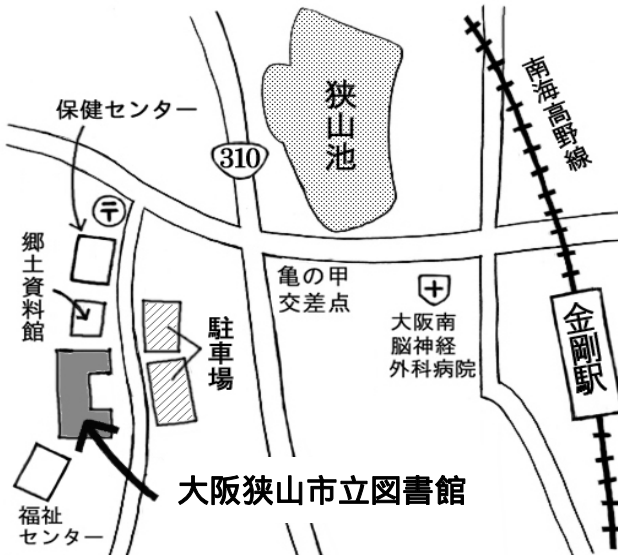 保健センター
狭山池
南海高野線
310
〒
郷土資料館
亀の甲
交差点
駐車場
大阪南
脳神経
外科病院
金剛駅
大阪狭山市立図書館
福祉
センター